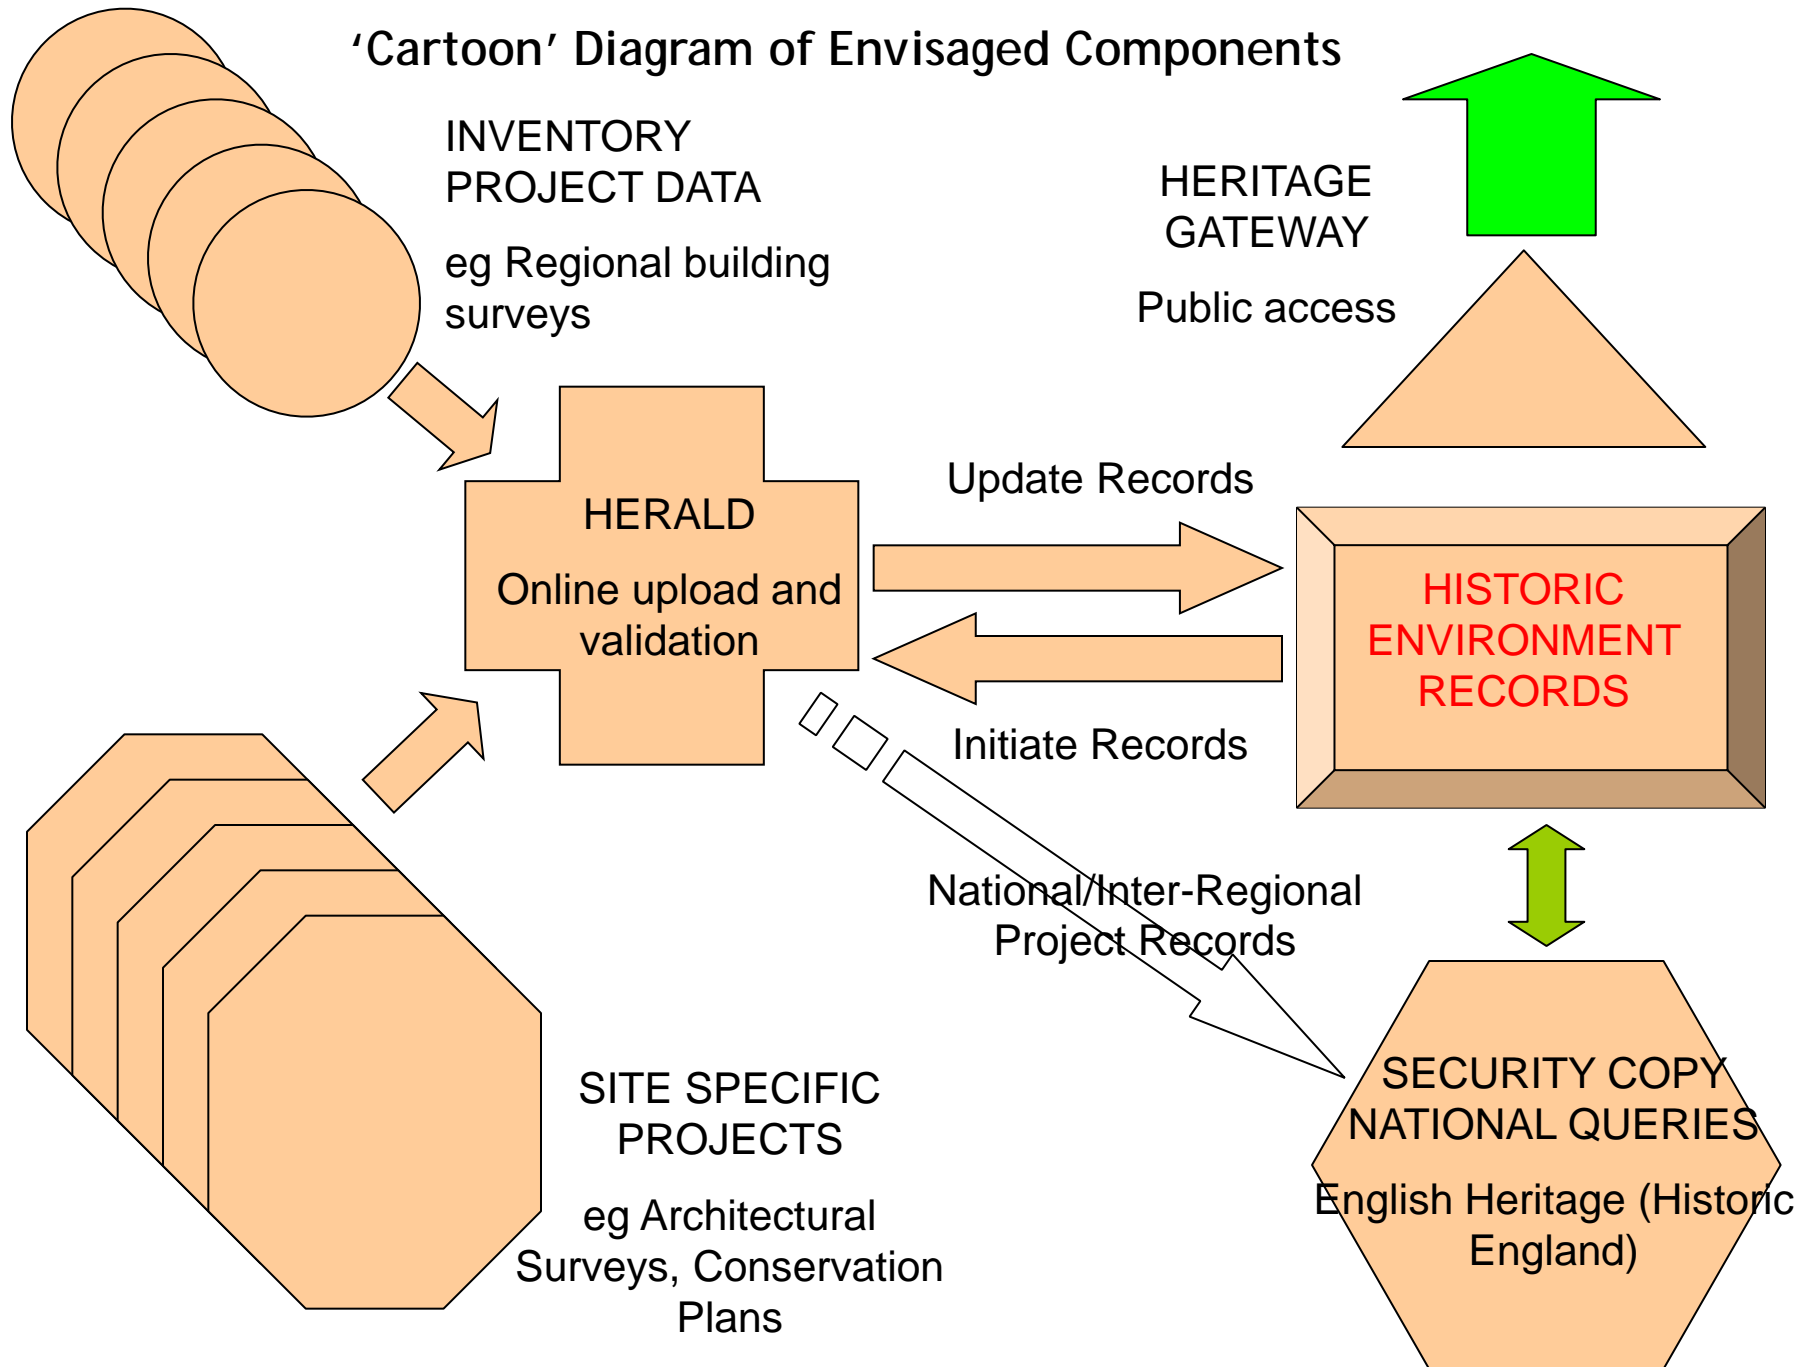 ‘Cartoon’ Diagram of Envisaged Components
INVENTORY
PROJECT DATA
eg Regional building
surveys
HERITAGE
GATEWAY
Public access
HERALD
Online upload and
validation
Update Records
Initiate Records
HISTORIC
ENVIRONMENT
RECORDS
National/Inter-Regional
Project Records
SITE SPECIFIC
PROJECTS
eg Architectural
Surveys, Conservation
Plans
SECURITY COPY
NATIONAL QUERIES
English Heritage (Historic
England)